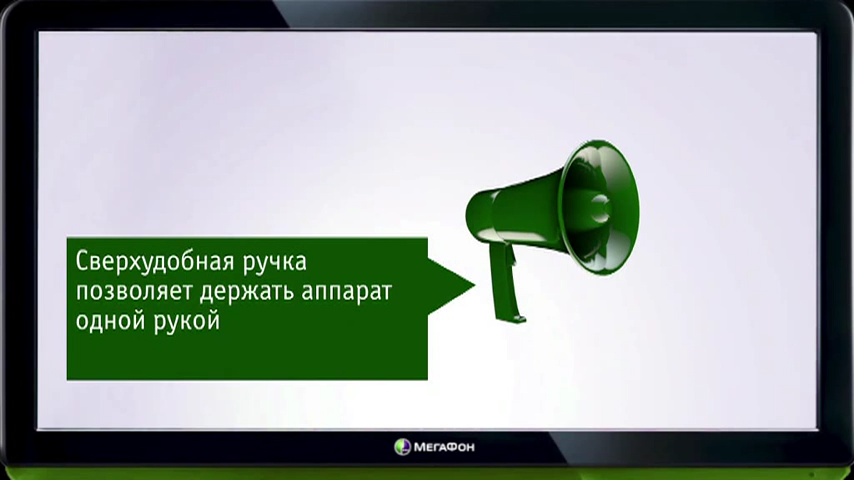 Сверхудобная ручка
позволяет держать аппарат
одной рукой
МЕГАФОН